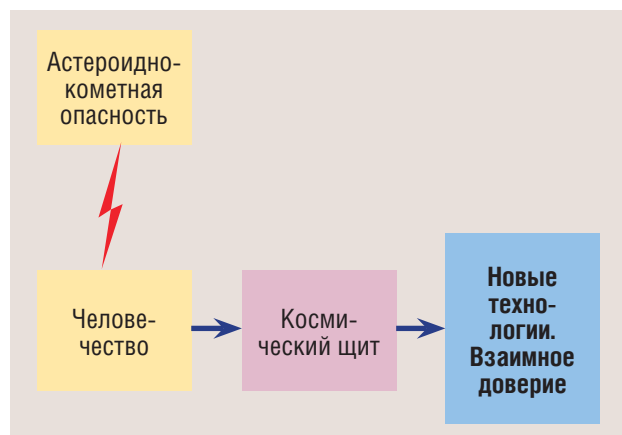 Астероидно-
кометная
опасность
Челове-
чество
Косми-
ческий щит
Новые
техно-
логии.
Взаимное
доверие